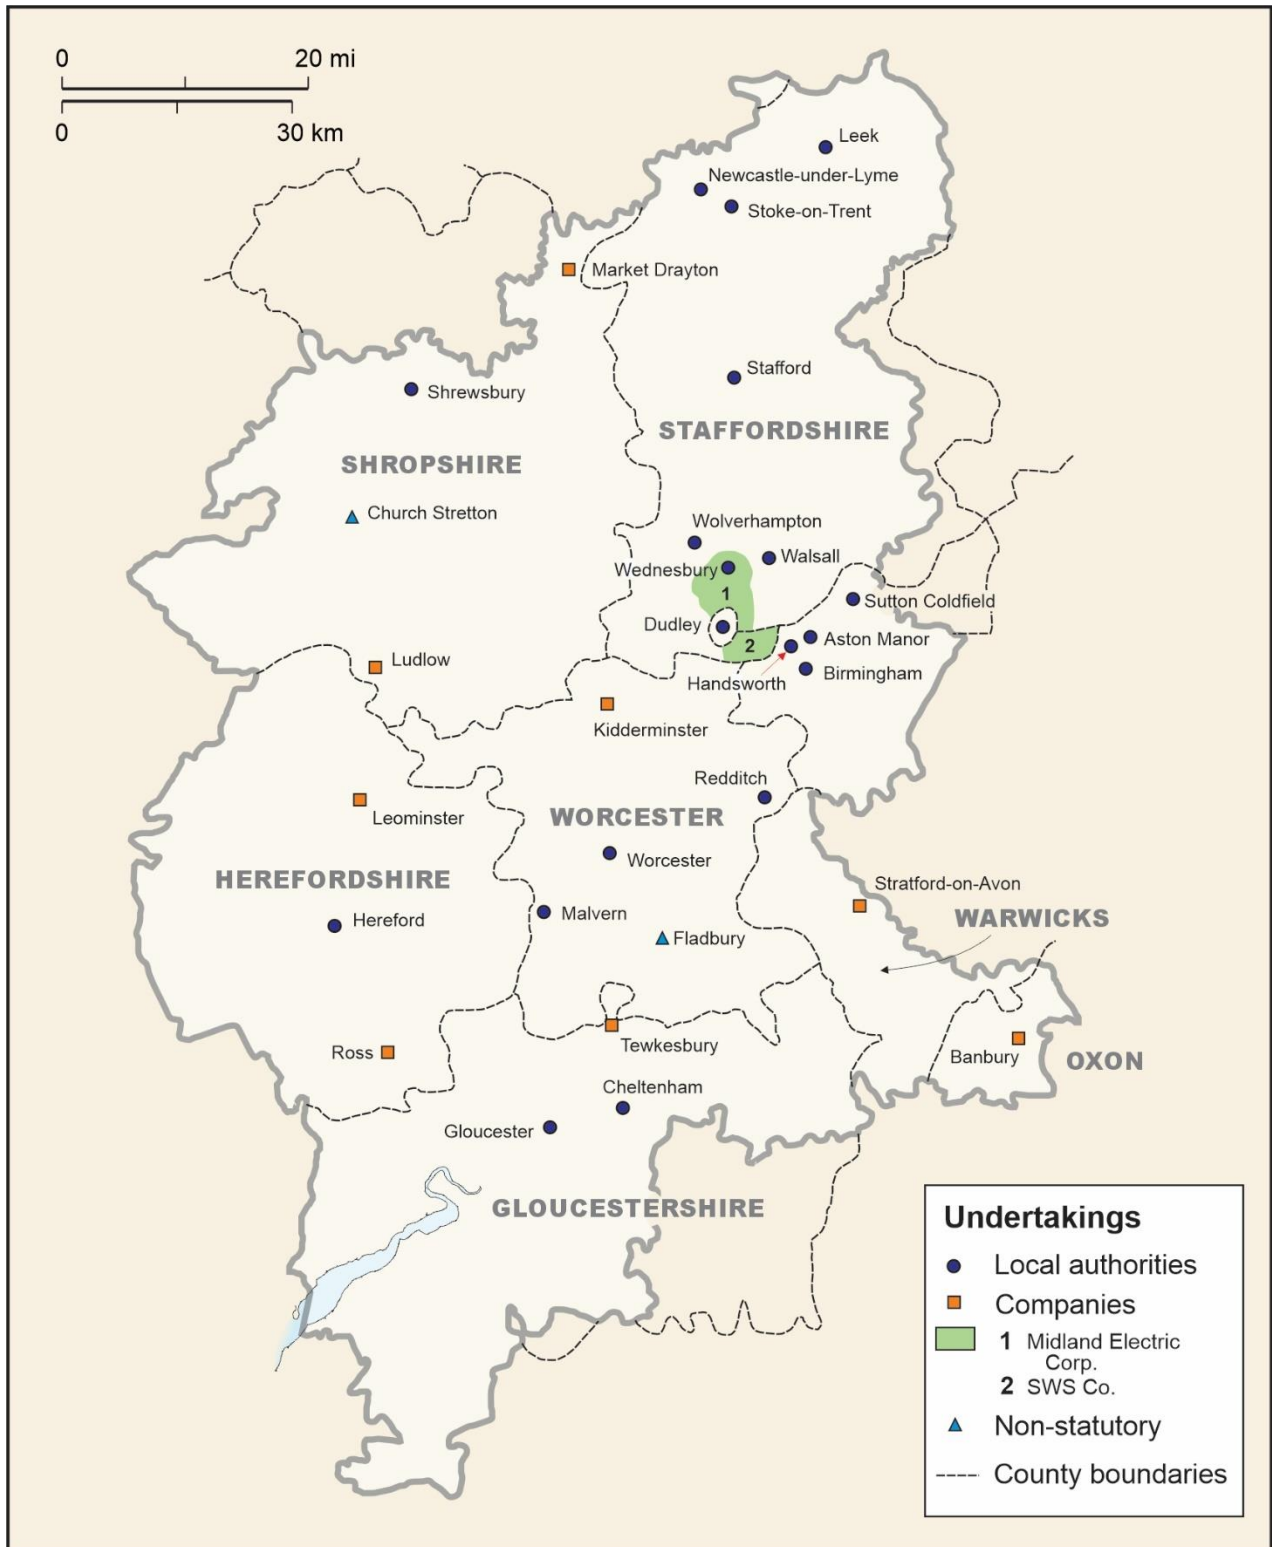 0 20 mi
0 30 km
Leek
Newcastle-under-Lyme
Stoke-on-Trent
Market Drayton
Stafford
Shrewsbury
STAFFORDSHIRE
SHROPSHIRE
Church Stretton
Wolverhampton
Walsall
Wednesbury
1
Sutton Coldfield
Dudley
2
Aston Manor
Handsworth
Birmingham
Ludlow
Kidderminster
Redditch
Leominster
WORCESTER
Worcester
HEREFORDSHIRE
Stratford-on-Avon
Hereford
Malvern
WARWICKS
Fladbury
Ross
Tewkesbury
Banbury
OXON
Cheltenham
Gloucester
GLOUCESTERSHIRE
Undertakings
Local authorities
Companies
1 Midland Electric
Corp.
2 SWS Co.
Non-statutory
County boundaries